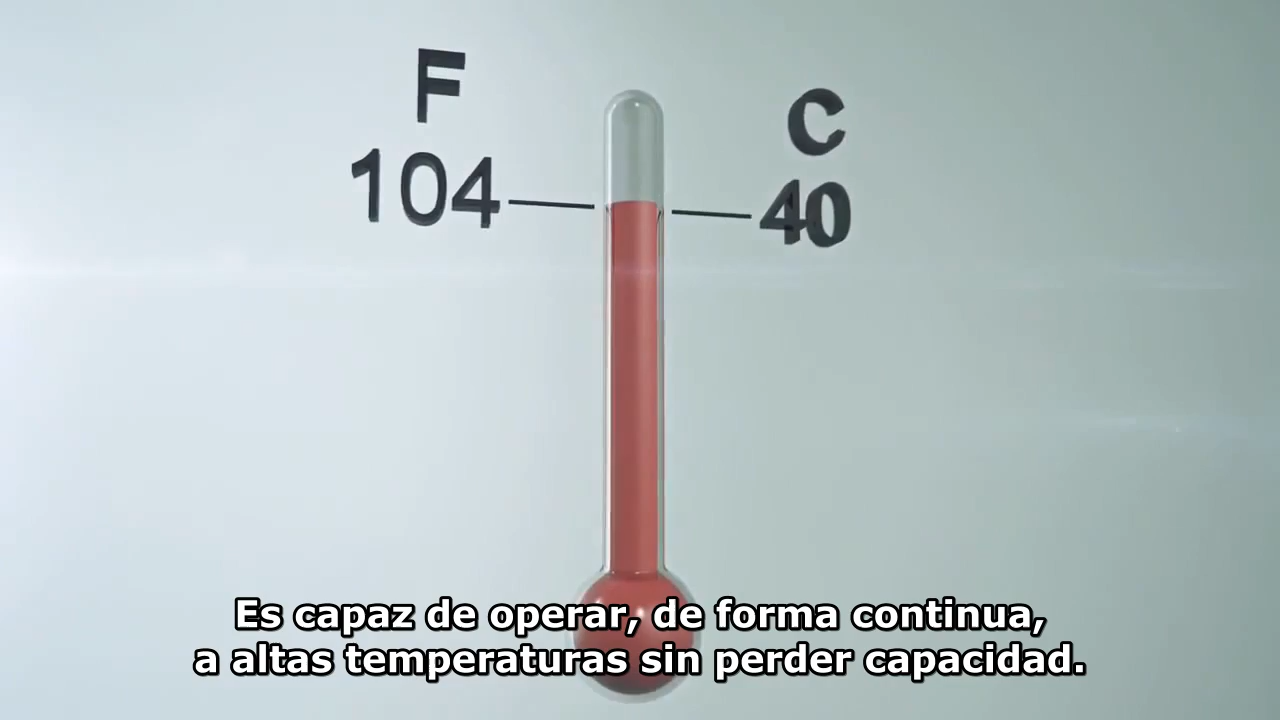 F
C
104
40
Es capaz de operar, de forma continua,
a altas temperaturas sin perder capacidad.